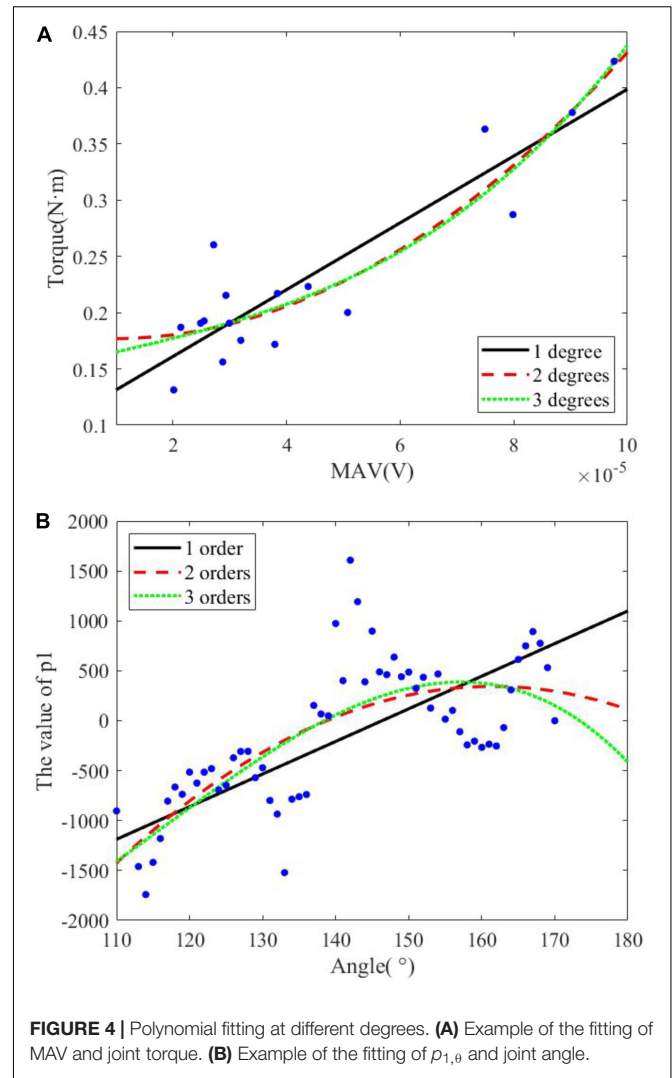 A
0.45
0.4
0.35
0.3
0.25
0.2
0.15
0.1
Torque(N·m)
1 degree
2 degrees
3 degrees
2 4 6 8 10
MAV(V)
×10⁻⁵
B
2000
1500
1000
500
0
-500
-1000
-1500
-2000
The value of p1
1 order
2 orders
3 orders
110 120 130 140 150 160 170 180
Angle( °)
FIGURE 4 | Polynomial fitting at different degrees. (A) Example of the fitting of
MAV and joint torque. (B) Example of the fitting of p1,θ and joint angle.